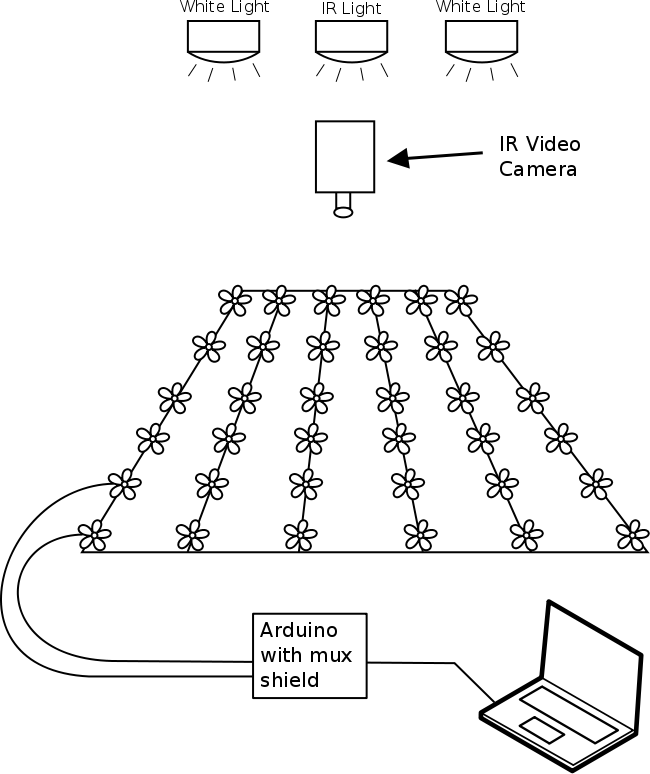 White Light
IR Light
White Light
IR Video
Camera
Arduino
with mux
shield